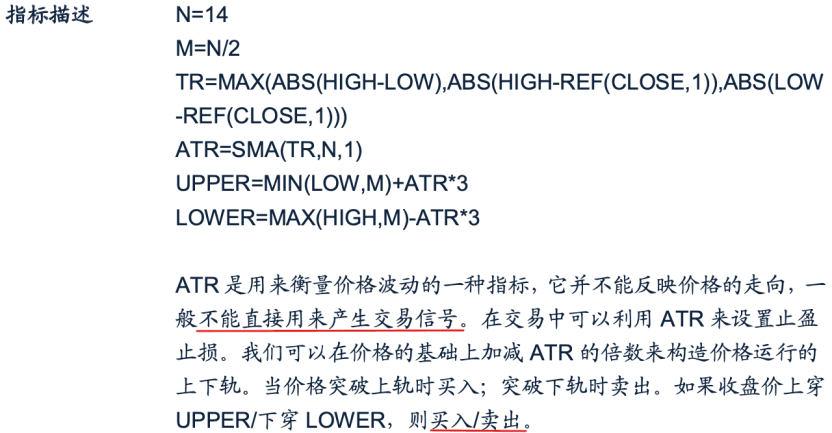 指标描述 N=14
M=N/2
TR=MAX(ABS(HIGH-LOW),ABS(HIGH-REF(CLOSE,1)),ABS(LOW
-REF(CLOSE,1)))
ATR=SMA(TR,N,1)
UPPER=MIN(LOW,M)+ATR*3
LOWER=MAX(HIGH,M)-ATR*3
ATR 是用来衡量价格波动的一种指标，它并不能反映价格的走向，一
般不能直接用来产生交易信号。在交易中可以利用 ATR 来设置止盈
止损。我们可以在价格的基础上加减 ATR 的倍数来构造价格运行的
上下轨。当价格突破上轨时买入；突破下轨时卖出。如果收盘价上穿
UPPER/下穿 LOWER，则买入/卖出。